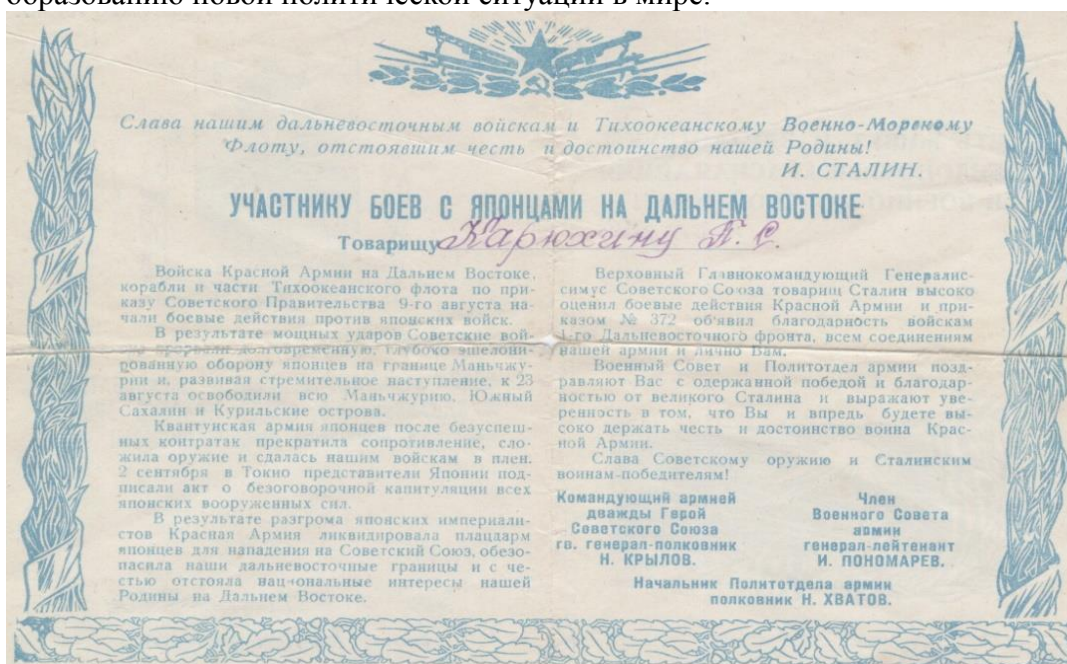 образованию новой политической ситуации в мире.
Слава нашим дальневосточным войскам и Тихоокеанскому Военно-Морскому
Флоту, отстоявшим честь и достоинство нашей Родины!
И. СТАЛИН.
УЧАСТНИКУ БОЕВ С ЯПОНЦАМИ НА ДАЛЬНЕМ ВОСТОКЕ
Товарищу Карюхину П. С.
Войска Красной Армии на Дальнем Востоке,
корабли и части Тихоокеанского флота по при-
казу Советского Правительства 9-го августа на-
чали боевые действия против японских войск.
В результате мощных ударов Советские вой-
прорвали долговременную, глубоко эшелони-
рованную оборону японцев на границе Маньчжу-
рии и, развивая стремительное наступление, к 23
августа освободили всю Маньчжурию, Южный
Сахалин и Курильские острова.
Квантунская армия японцев после безуспеш-
ных контратак прекратила сопротивление, сло-
жила оружие и сдалась нашим войскам в плен.
2 сентября в Токио представители Японии под-
писали акт о безоговорочной капитуляции всех
японских вооруженных сил.
В результате разгрома японских империали-
стов Красная Армия ликвидировала плацдарм
японцев для нападения на Советский Союз, обезо-
пасила наши дальневосточные границы и с че-
стью отстояла национальные интересы нашей
Родины на Дальнем Востоке.
Верховный Главнокомандующий Генералис-
симус Советского Союза товарищ Сталин высоко
оценил боевые действия Красной Армии и при-
казом № 372 об'явил благодарность войскам
1-го Дальневосточного фронта, всем соединениям
нашей армии и лично Вам.
Военный Совет и Политотдел армии позд-
равляют Вас с одержанной победой и благодар-
ностью от великого Сталина и выражают уве-
ренность в том, что Вы и впредь будете вы-
соко держать честь и достоинство воина Крас-
ной Армии.
Слава Советскому оружию и Сталинским
воинам-победителям!
Командующий армией
дважды Герой
Советского Союза
гв. генерал-полковник
Н. КРЫЛОВ.
Член
Военного Совета
армии
генерал-лейтенант
И. ПОНОМАРЕВ.
Начальник Политотдела армии
полковник Н. ХВАТОВ.